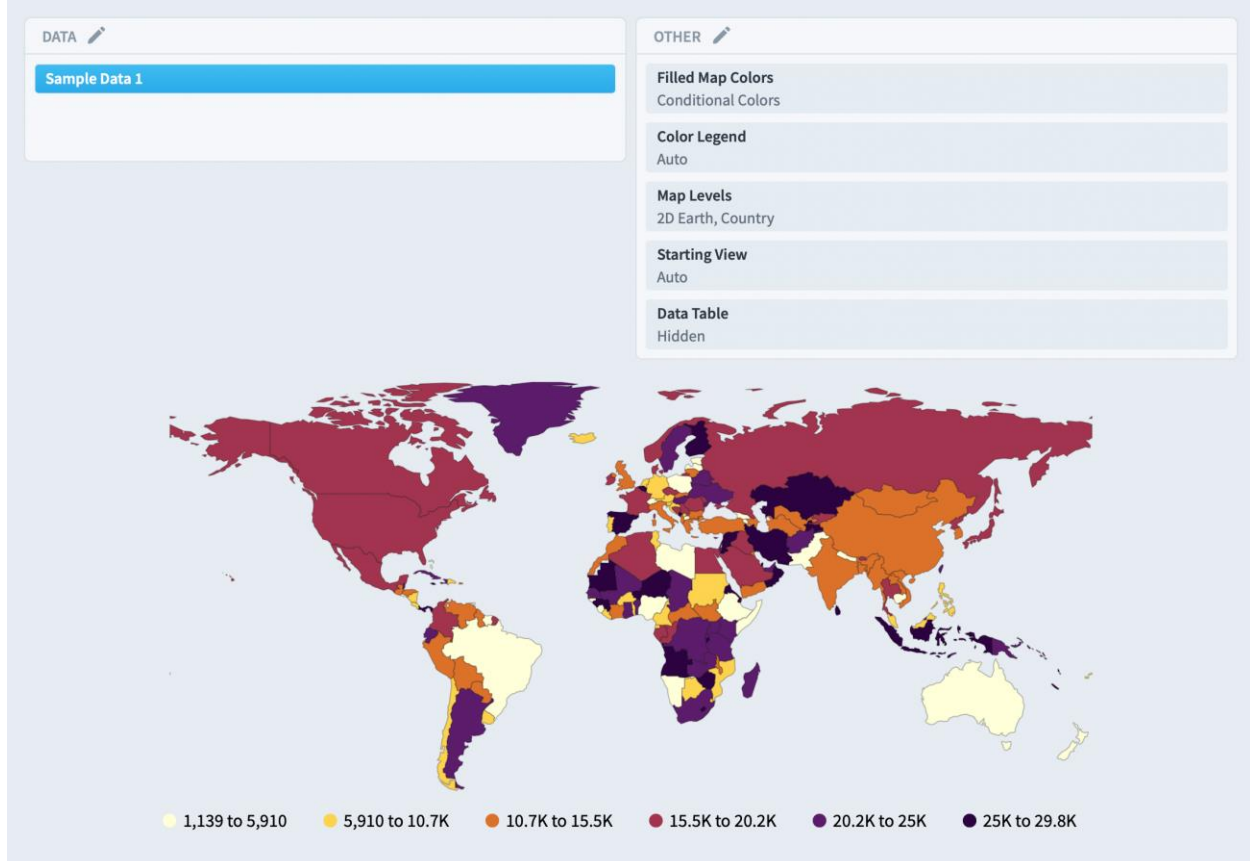 DATA
Sample Data 1
OTHER
Filled Map Colors
Conditional Colors
Color Legend
Auto
Map Levels
2D Earth, Country
Starting View
Auto
Data Table
Hidden
1,139 to 5,910
5,910 to 10.7K
10.7K to 15.5K
15.5K to 20.2K
20.2K to 25K
25K to 29.8K